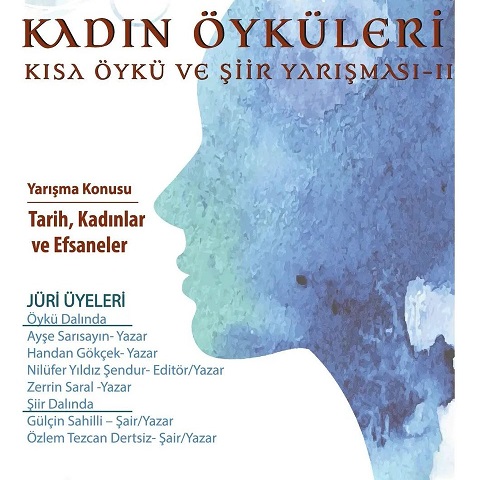 KADIN ÖYKÜLERİ
KISA ÖYKÜ VE ŞİİR YARIŞMASI-II
Yarışma Konusu
Tarih, Kadınlar
ve Efsaneler
JÜRİ ÜYELERİ
Öykü Dalında
Ayşe Sarısayın- Yazar
Handan Gökçek- Yazar
Nilüfer Yıldız Şendur- Editör/Yazar
Zerrin Saral -Yazar
Şiir Dalında
Gülçin Sahilli – Şair/Yazar
Özlem Tezcan Dertsiz- Şair/Yazar